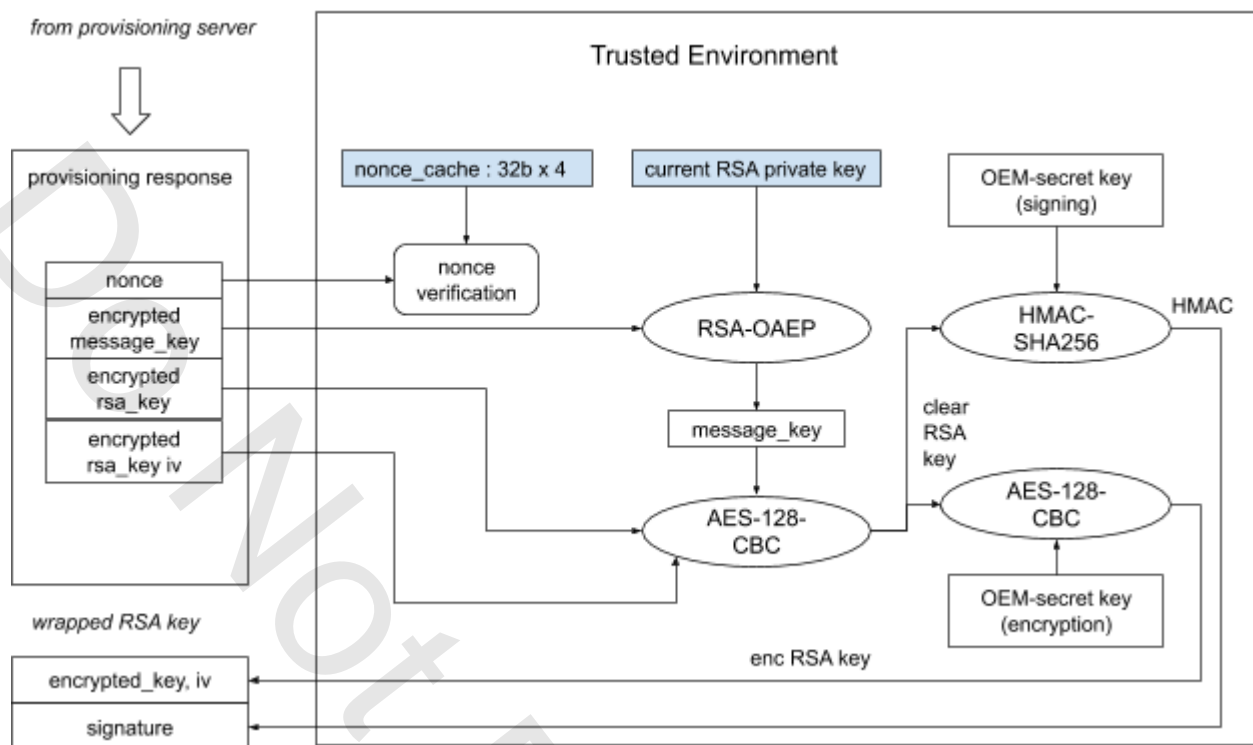 from provisioning server
Trusted Environment
provisioning response
nonce_cache : 32b x 4
current RSA private key
OEM-secret key
(signing)
nonce
nonce
verification
encrypted
message_key
RSA-OAEP
HMAC-
SHA256
HMAC
encrypted
rsa_key
message_key
clear
RSA
key
encrypted
rsa_key iv
AES-128-
CBC
AES-128-
CBC
OEM-secret key
(encryption)
wrapped RSA key
enc RSA key
encrypted_key, iv
signature
Do Not